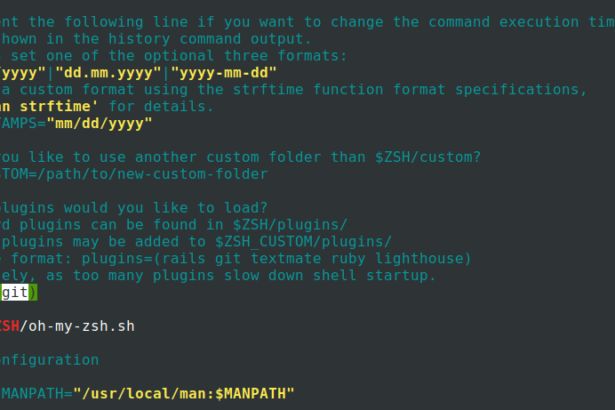 ent the following line if you want to change the command execution tim
shown in the history command output.
set one of the optional three formats:
yyyy"|"dd.mm.yyyy"|"yyyy-mm-dd"
a custom format using the strftime function format specifications,
n strftime' for details.
AMPS="mm/dd/yyyy"
you like to use another custom folder than $ZSH/custom?
TOM=/path/to/new-custom-folder
plugins would you like to load?
rd plugins can be found in $ZSH/plugins/
plugins may be added to $ZSH_CUSTOM/plugins/
format: plugins=(rails git textmate ruby lighthouse)
ely, as too many plugins slow down shell startup.
git)
ZSH/oh-my-zsh.sh
onfiguration
MANPATH="/usr/local/man:$MANPATH"